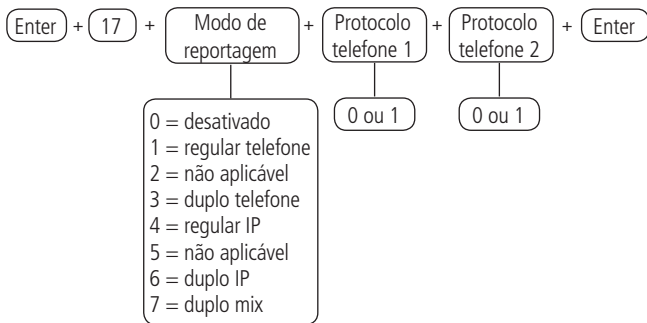 Enter + 17 + Modo de reportagem + Protocolo telefone 1 + Protocolo telefone 2 + Enter
0 = desativado
1 = regular telefone
2 = não aplicável
3 = duplo telefone
4 = regular IP
5 = não aplicável
6 = duplo IP
7 = duplo mix
0 ou 1
0 ou 1